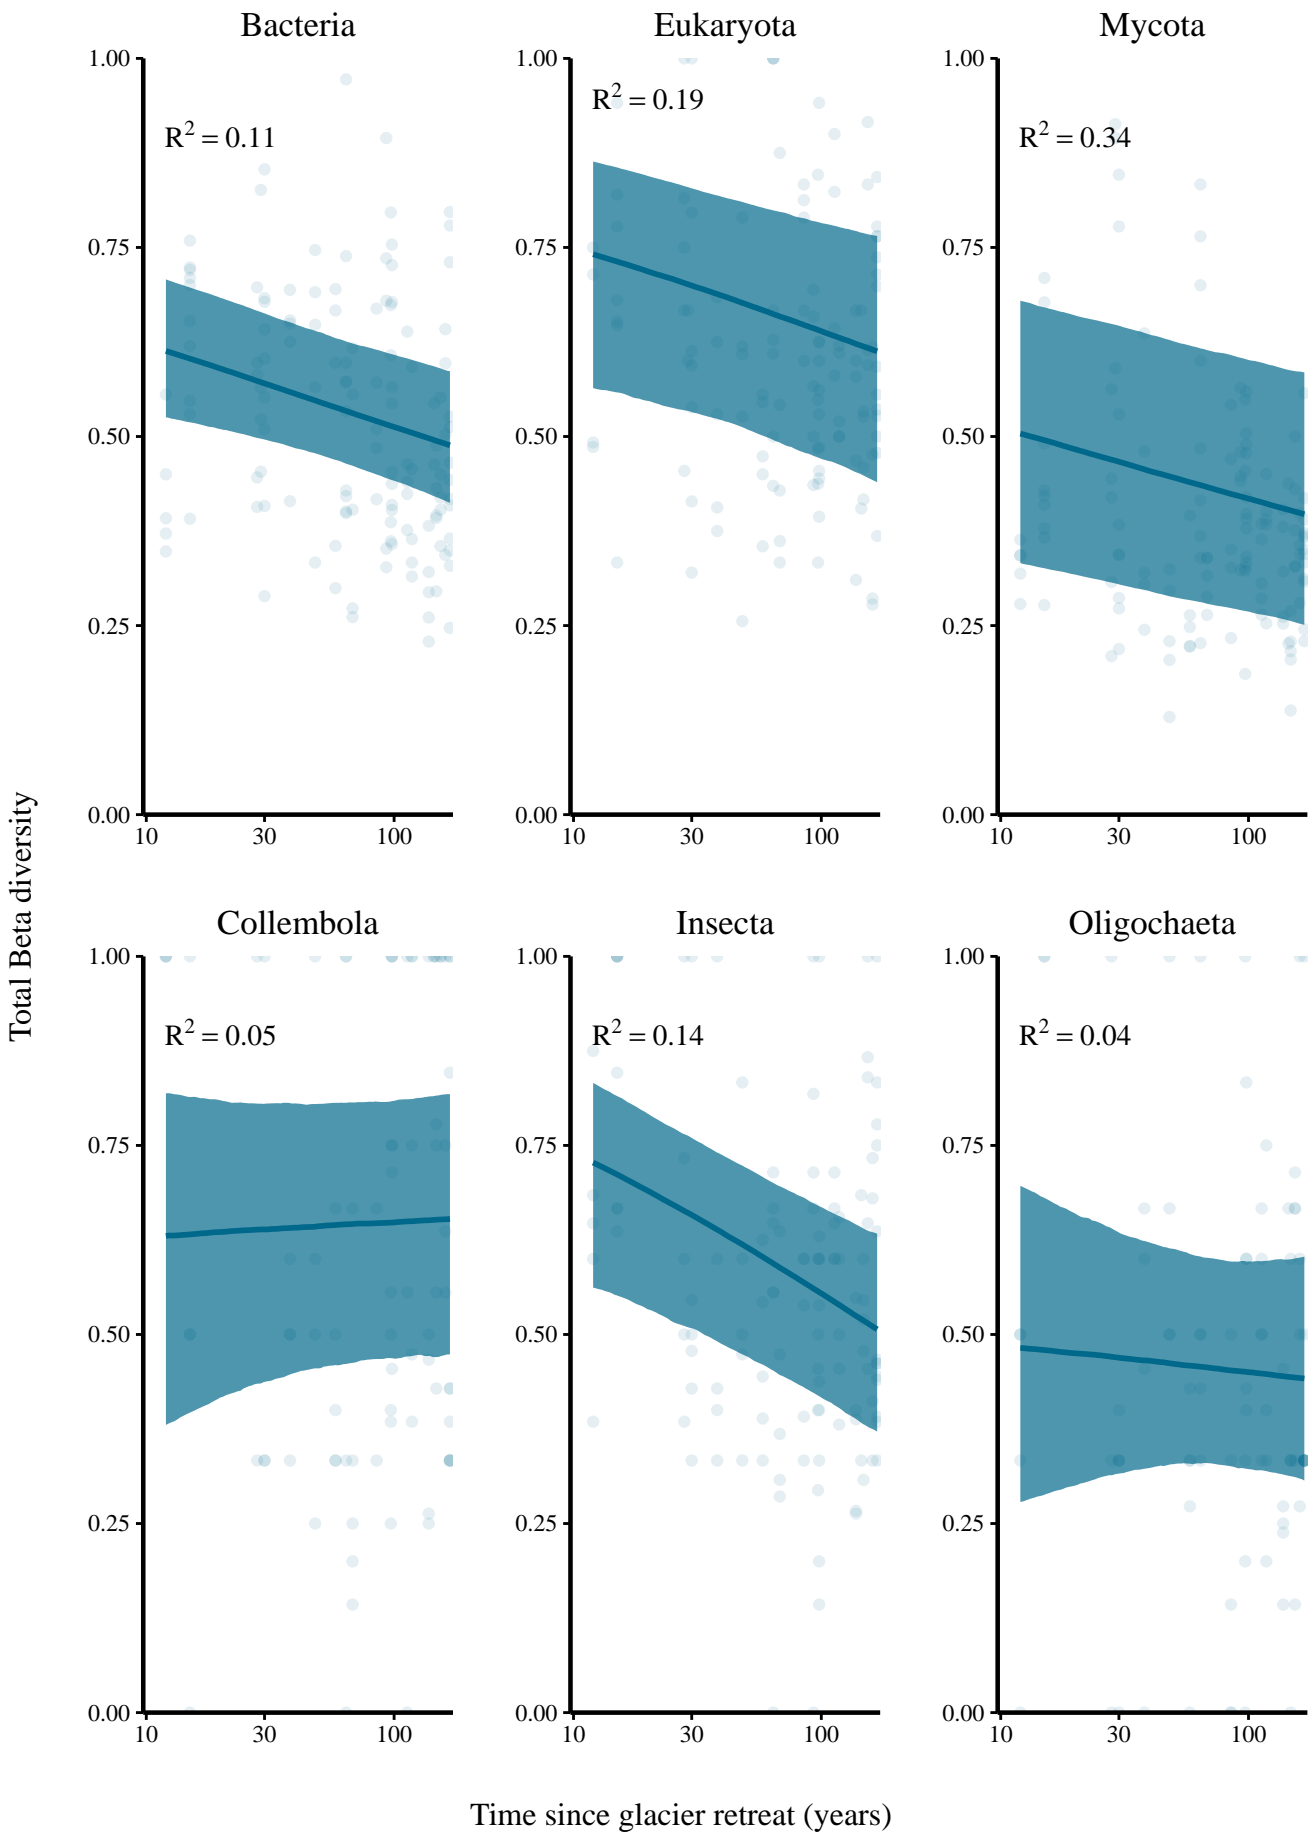 Bacteria
Eukaryota
Mycota
1.00
0.75
0.50
0.25
0.00
R² = 0.11
10 30 100
1.00
0.75
0.50
0.25
0.00
R² = 0.19
10 30 100
1.00
0.75
0.50
0.25
0.00
R² = 0.34
10 30 100
Total Beta diversity
Collembola
Insecta
Oligochaeta
1.00
0.75
0.50
0.25
0.00
R² = 0.05
10 30 100
1.00
0.75
0.50
0.25
0.00
R² = 0.14
10 30 100
1.00
0.75
0.50
0.25
0.00
R² = 0.04
10 30 100
Time since glacier retreat (years)